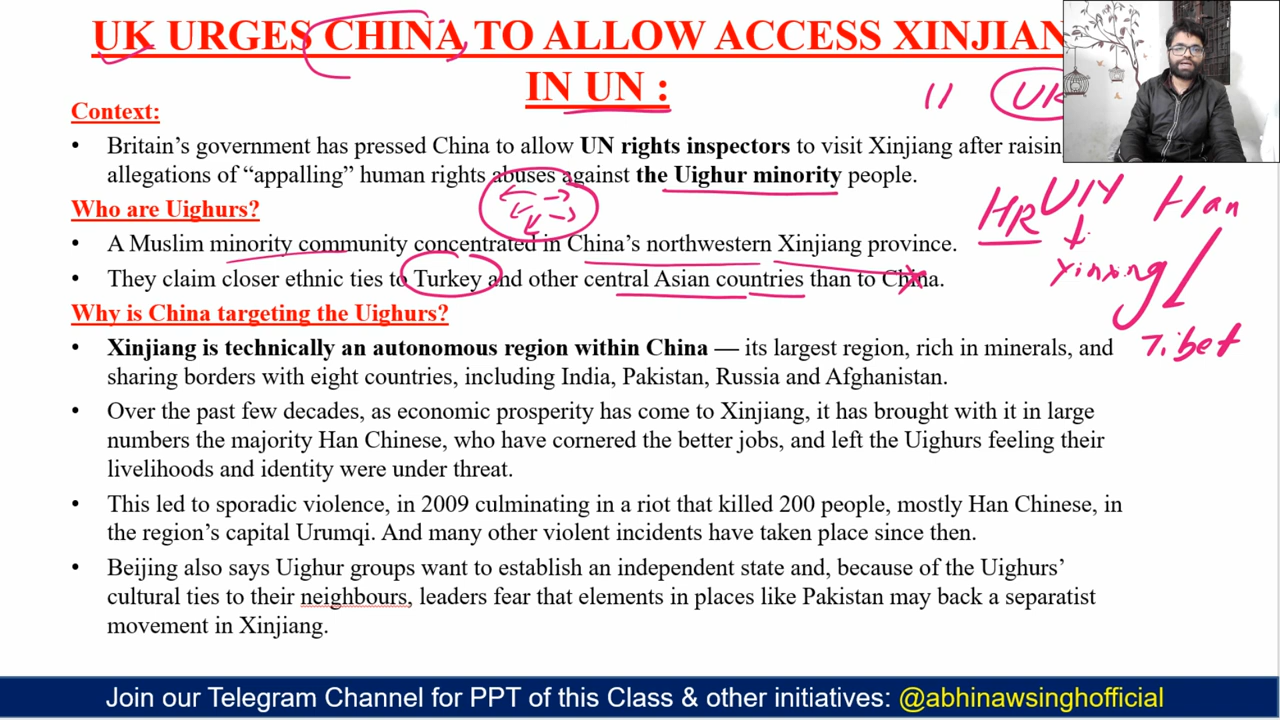 UK URGES CHINA TO ALLOW ACCESS XINJIAN
IN UN :
11 UK
Context:
• Britain’s government has pressed China to allow UN rights inspectors to visit Xinjiang after raisin
allegations of “appalling” human rights abuses against the Uighur minority people.
HR UIY Han
Who are Uighurs?
• A Muslim minority community concentrated in China’s northwestern Xinjiang province.
Tibet
• They claim closer ethnic ties to Turkey and other central Asian countries than to China.
Why is China targeting the Uighurs?
• Xinjiang is technically an autonomous region within China — its largest region, rich in minerals, and
sharing borders with eight countries, including India, Pakistan, Russia and Afghanistan.
• Over the past few decades, as economic prosperity has come to Xinjiang, it has brought with it in large
numbers the majority Han Chinese, who have cornered the better jobs, and left the Uighurs feeling their
livelihoods and identity were under threat.
• This led to sporadic violence, in 2009 culminating in a riot that killed 200 people, mostly Han Chinese, in
the region’s capital Urumqi. And many other violent incidents have taken place since then.
• Beijing also says Uighur groups want to establish an independent state and, because of the Uighurs’
cultural ties to their neighbours, leaders fear that elements in places like Pakistan may back a separatist
movement in Xinjiang.
Join our Telegram Channel for PPT of this Class & other initiatives: @abhinawsinghofficial